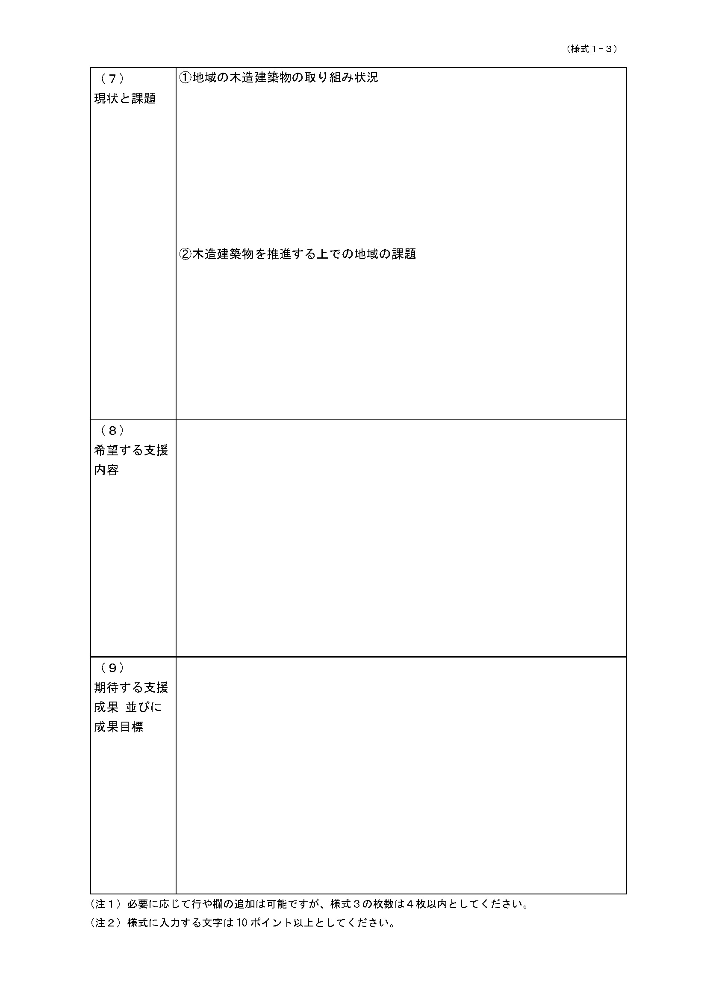 （様式１-３）
（７）
現状と課題
①地域の木造建築物の取り組み状況
②木造建築物を推進する上での地域の課題
（８）
希望する支援
内容
（９）
期待する支援
成果 並びに
成果目標
（注１）必要に応じて行や欄の追加は可能ですが、様式３の枚数は４枚以内としてください。
（注２）様式に入力する文字は 10 ポイント以上としてください。